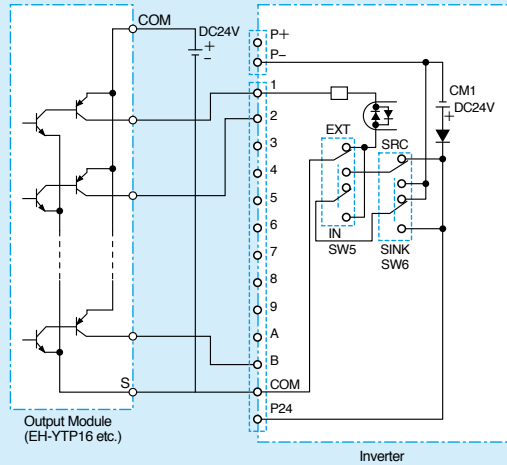 COM
DC24V
+
−
S
Output Module
(EH-YTP16 etc.)
P+
P−
1
2
3
4
5
6
7
8
9
A
B
COM
P24
EXT
IN
SW5
SRC
SINK
SW6
CM1
DC24V
+
Inverter